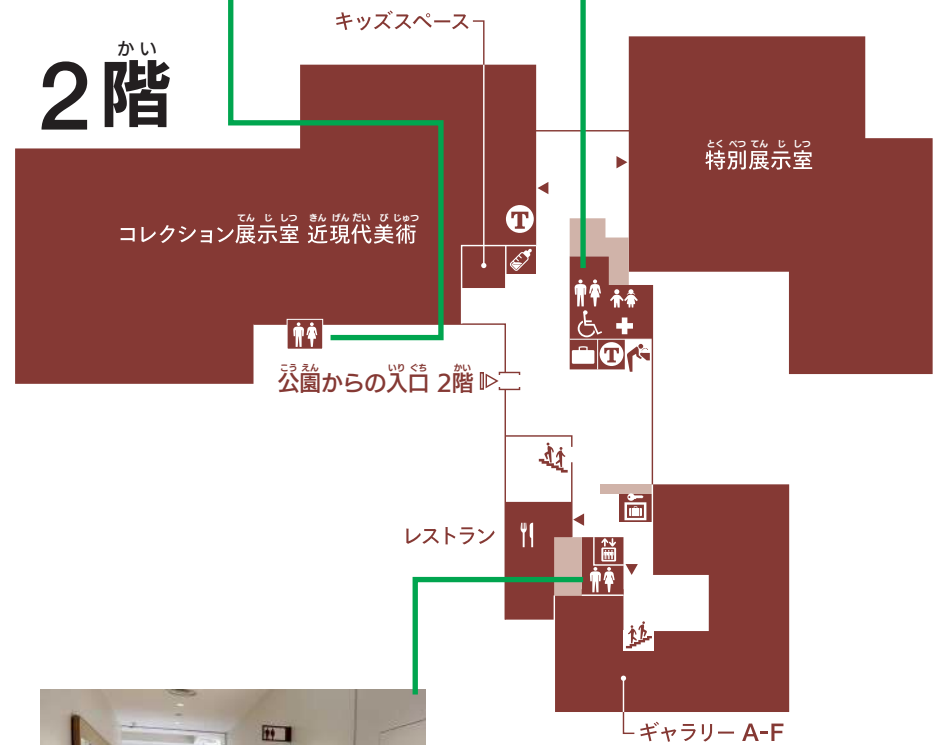 キッズスペース
かい
2階
とくべつてんじしつ
特別展示室
てんじしつ きんげんだいびじゅつ
コレクション展示室 近現代美術
T
こうえん いりぐち かい
公園からの入口 2階
T
レストラン
ギャラリー A-F